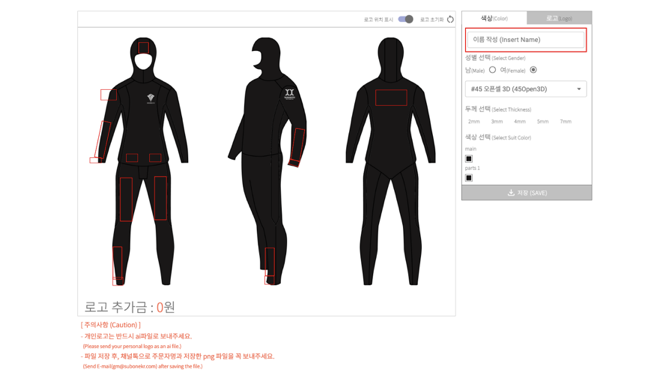 로고 위치 표시
로고 초기화
색상(Color)
로고(Logo)
이름 작성 (Insert Name)
성별 선택 (Select Gender)
남(Male)
여(Female)
#45 오픈셀 3D (45Open3D)
두께 선택 (Select Thickness)
2mm 3mm 4mm 5mm 7mm
색상 선택 (Select Suit Color)
main
parts 1
저장 (SAVE)
로고 추가금 : 0원
[ 주의사항 (Caution) ]
- 개인로고는 반드시 ai파일로 보내주세요.
(Please send your personal logo as an ai file.)
- 파일 저장 후, 채널톡으로 주문자명과 저장한 png 파일을 꼭 보내주세요.
(Send E-mail(gm@subonekr.com) after saving the file.)